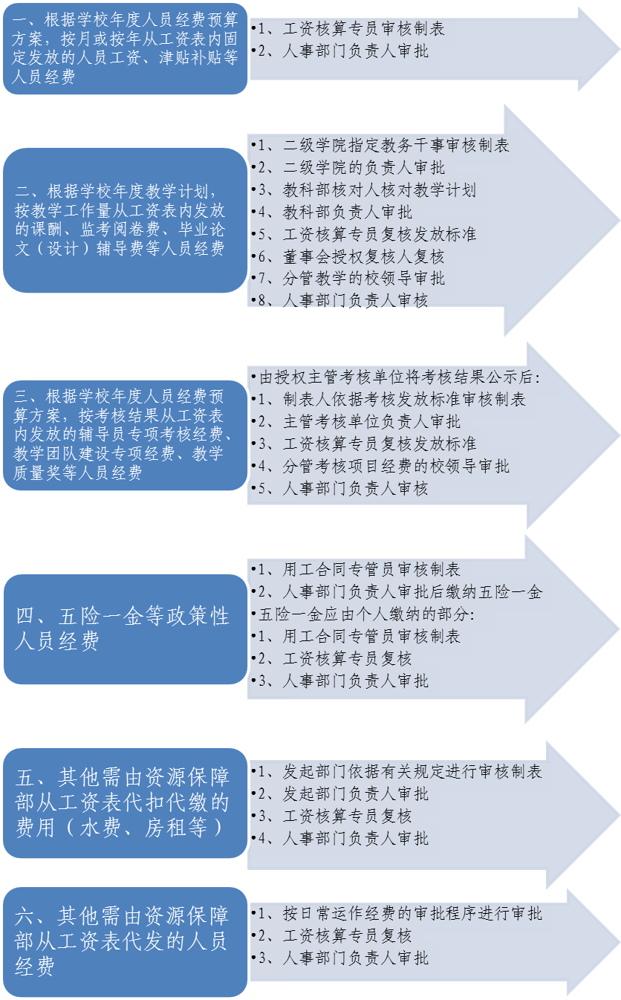 一、根据学校年度人员经费预算
方案，按月或按年从工资表内固
定发放的人员工资、津贴补贴等
人员经费
•1、工资核算专员审核制表
•2、人事部门负责人审批
二、根据学校年度教学计划，
按教学工作量从工资表内发放
的课酬、监考阅卷费、毕业论
文（设计）辅导费等人员经费
•1、二级学院指定教务干事审核制表
•2、二级学院的负责人审批
•3、教科部核对人核对教学计划
•4、教科部负责人审批
•5、工资核算专员复核发放标准
•6、董事会授权复核人复核
•7、分管教学的校领导审批
•8、人事部门负责人审核
三、根据学校年度人员经费预
算方案，按考核结果从工资表
内发放的辅导员专项考核经费、
教学团队建设专项经费、教学
质量奖等人员经费
•由授权主管考核单位将考核结果公示后：
•1、制表人依据考核发放标准审核制表
•2、主管考核单位负责人审批
•3、工资核算专员复核发放标准
•4、分管考核项目经费的校领导审批
•5、人事部门负责人审核
四、五险一金等政策性
人员经费
•1、用工合同专管员审核制表
•2、人事部门负责人审批后缴纳五险一金
•五险一金应由个人缴纳的部分：
•1、用工合同专管员审核制表
•2、工资核算专员复核
•3、人事部门负责人审批
五、其他需由资源保障
部从工资表代扣代缴的
费用（水费、房租等）
•1、发起部门依据有关规定进行审核制表
•2、发起部门负责人审批
•3、工资核算专员复核
•4、人事部门负责人审批
六、其他需由资源保障
部从工资表代发的人员
经费
•1、按日常运作经费的审批程序进行审批
•2、工资核算专员复核
•3、人事部门负责人审批